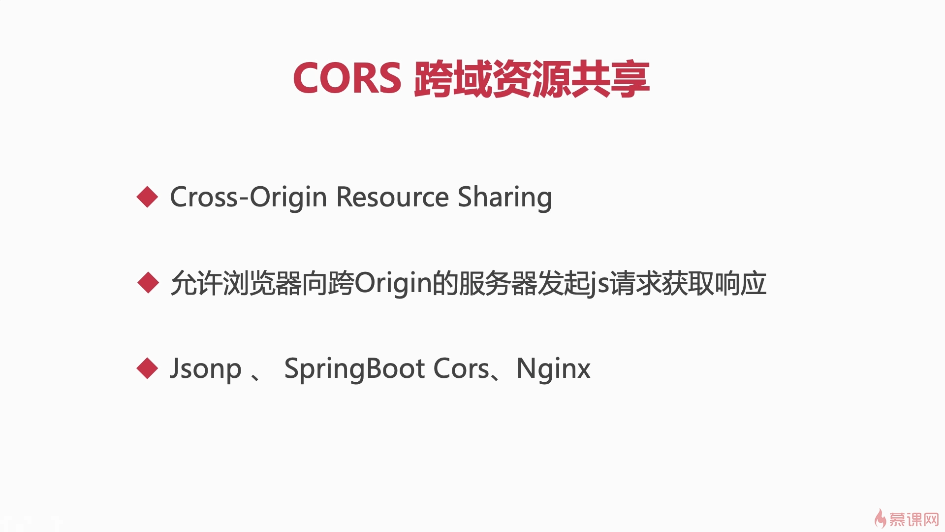 CORS 跨域资源共享
Cross-Origin Resource Sharing
允许浏览器向跨Origin的服务器发起js请求获取响应
Jsonp 、 SpringBoot Cors、Nginx
慕课网